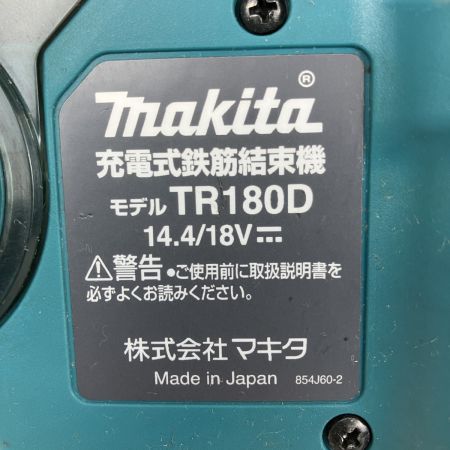 makita®
充電式鉄筋結束機
モデル TR180D
14.4/18V⎓
⚠警告 ●ご使用前に取扱説明書を
必ずよくお読みください。
株式会社 マキタ
Made in Japan 854J60-2